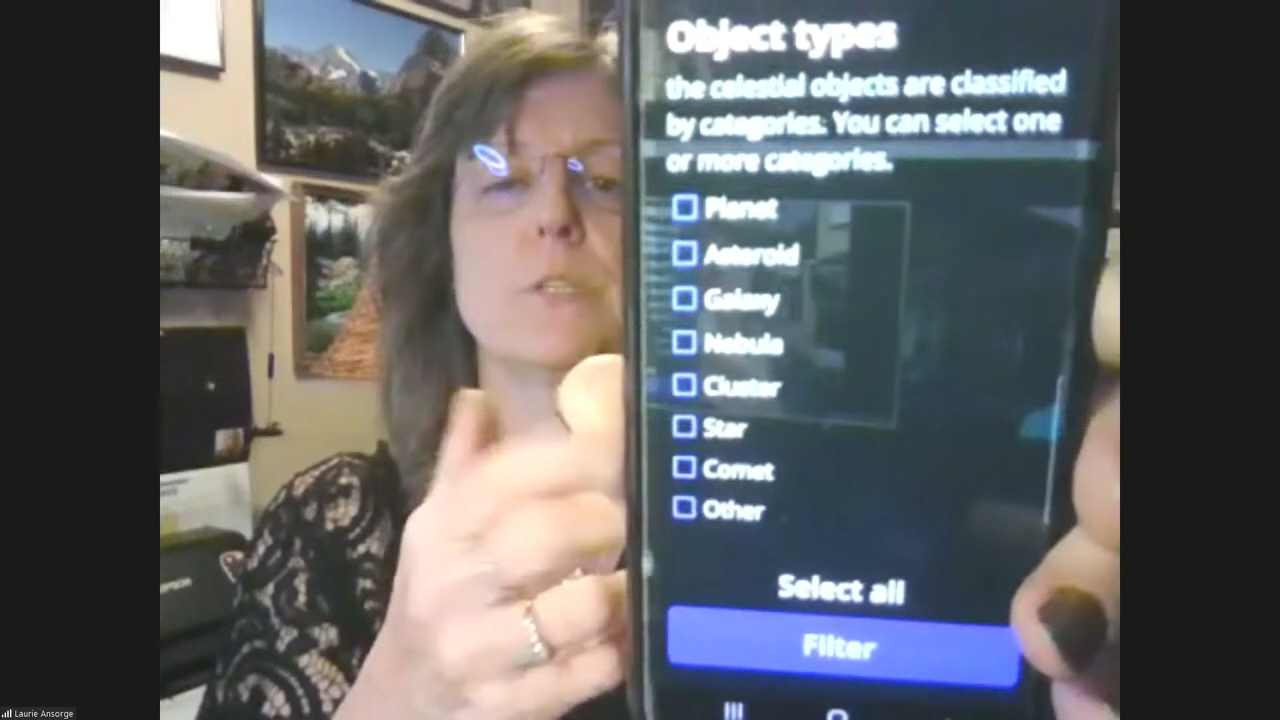 Object types
the celestial objects are classified
by categories. You can select one
or more categories.
Planet
Asteroid
Galaxy
Nebula
Cluster
Star
Comet
Other
Select all
Filter
Laurie Ansorge